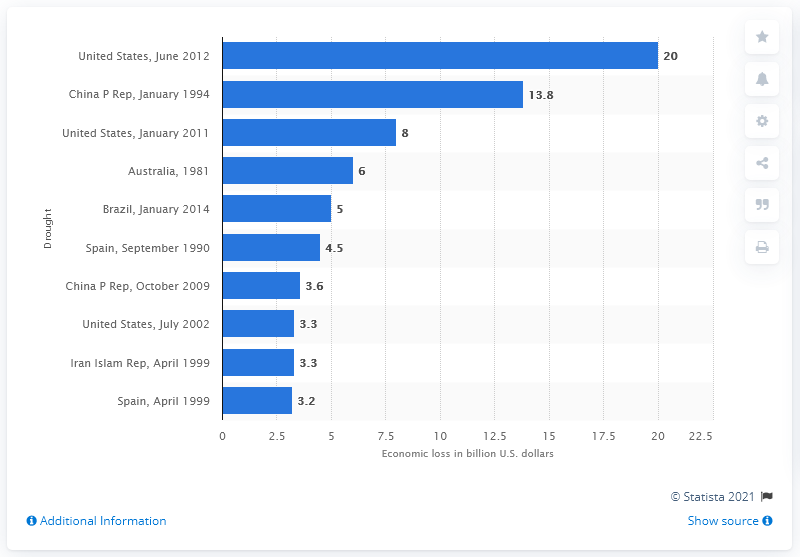 Drought
United States, June 2012 20
China P Rep, January 1994 13.8
United States, January 2011 8
Australia, 1981 6
Brazil, January 2014 5
Spain, September 1990 4.5
China P Rep, October 2009 3.6
United States, July 2002 3.3
Iran Islam Rep, April 1999 3.3
Spain, April 1999 3.2
0 2.5 5 7.5 10 12.5 15 17.5 20 22.5
Economic loss in billion U.S. dollars
© Statista 2021
Additional Information Show source